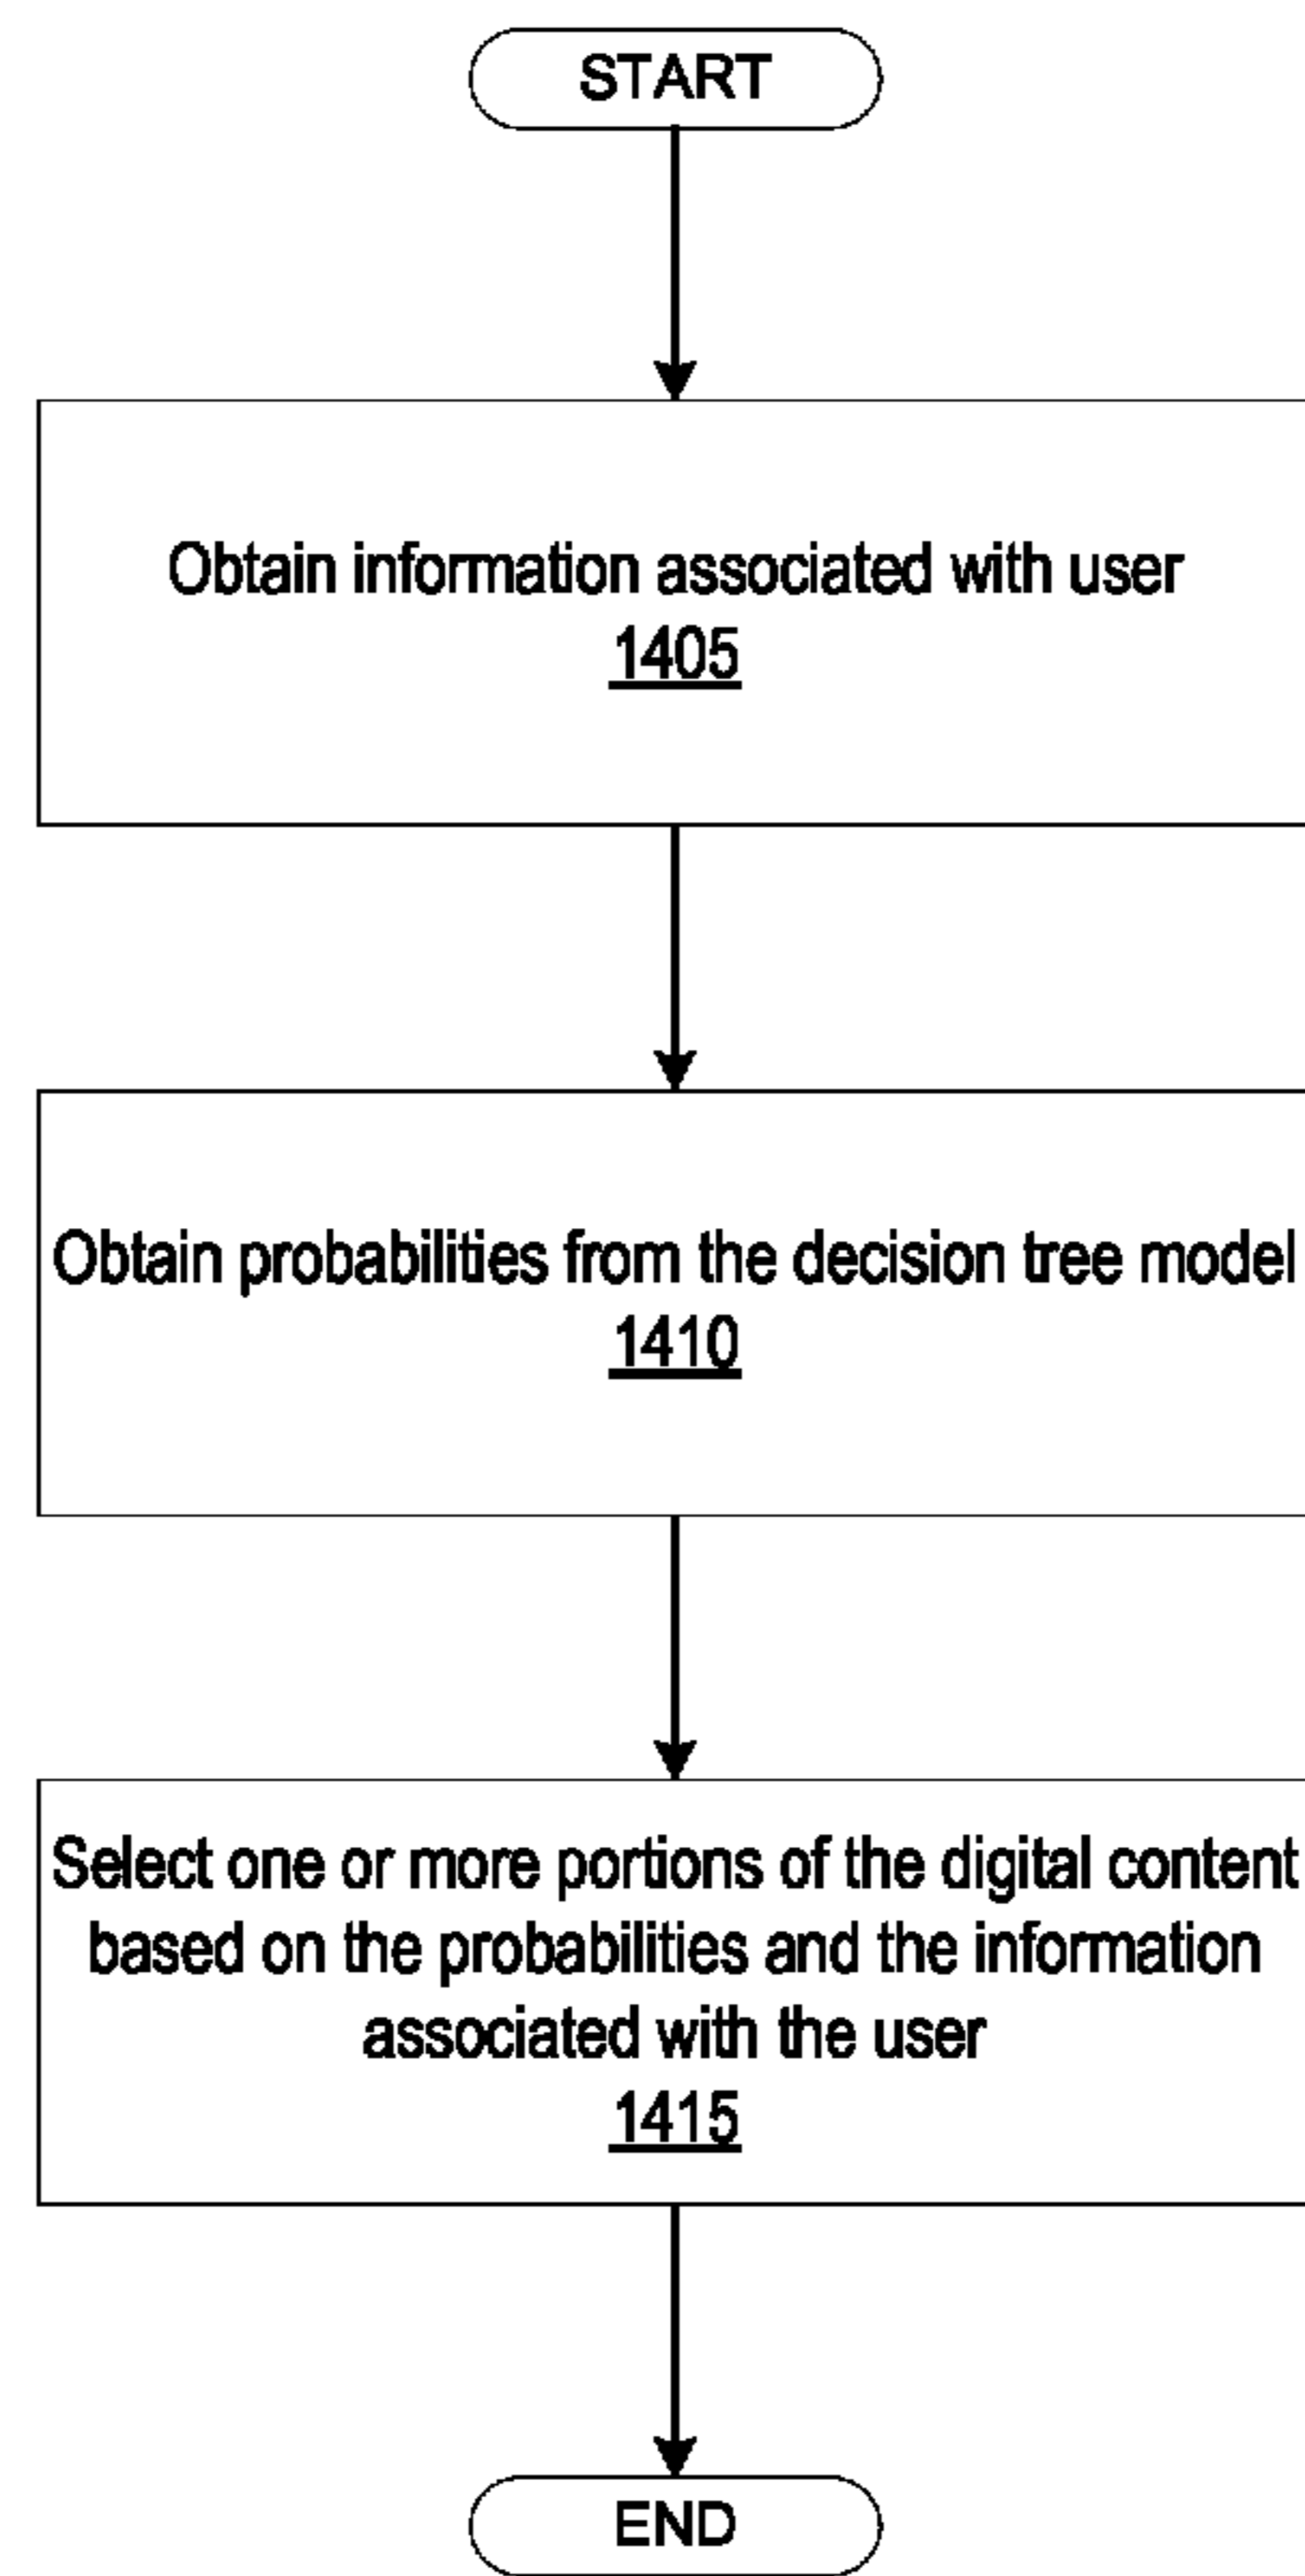 START
Obtain information associated with user
1405
Obtain probabilities from the decision tree model
1410
Select one or more portions of the digital content
based on the probabilities and the information
associated with the user
1415
END